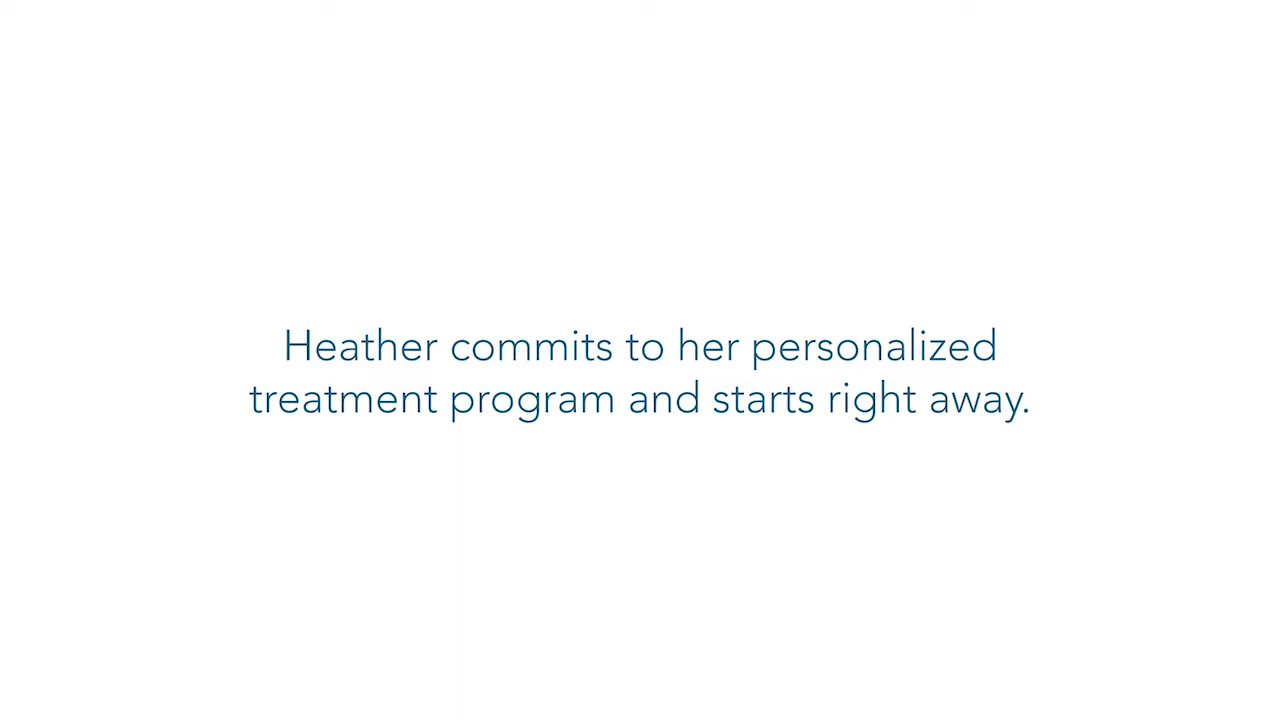 Heather commits to her personalized
treatment program and starts right away.